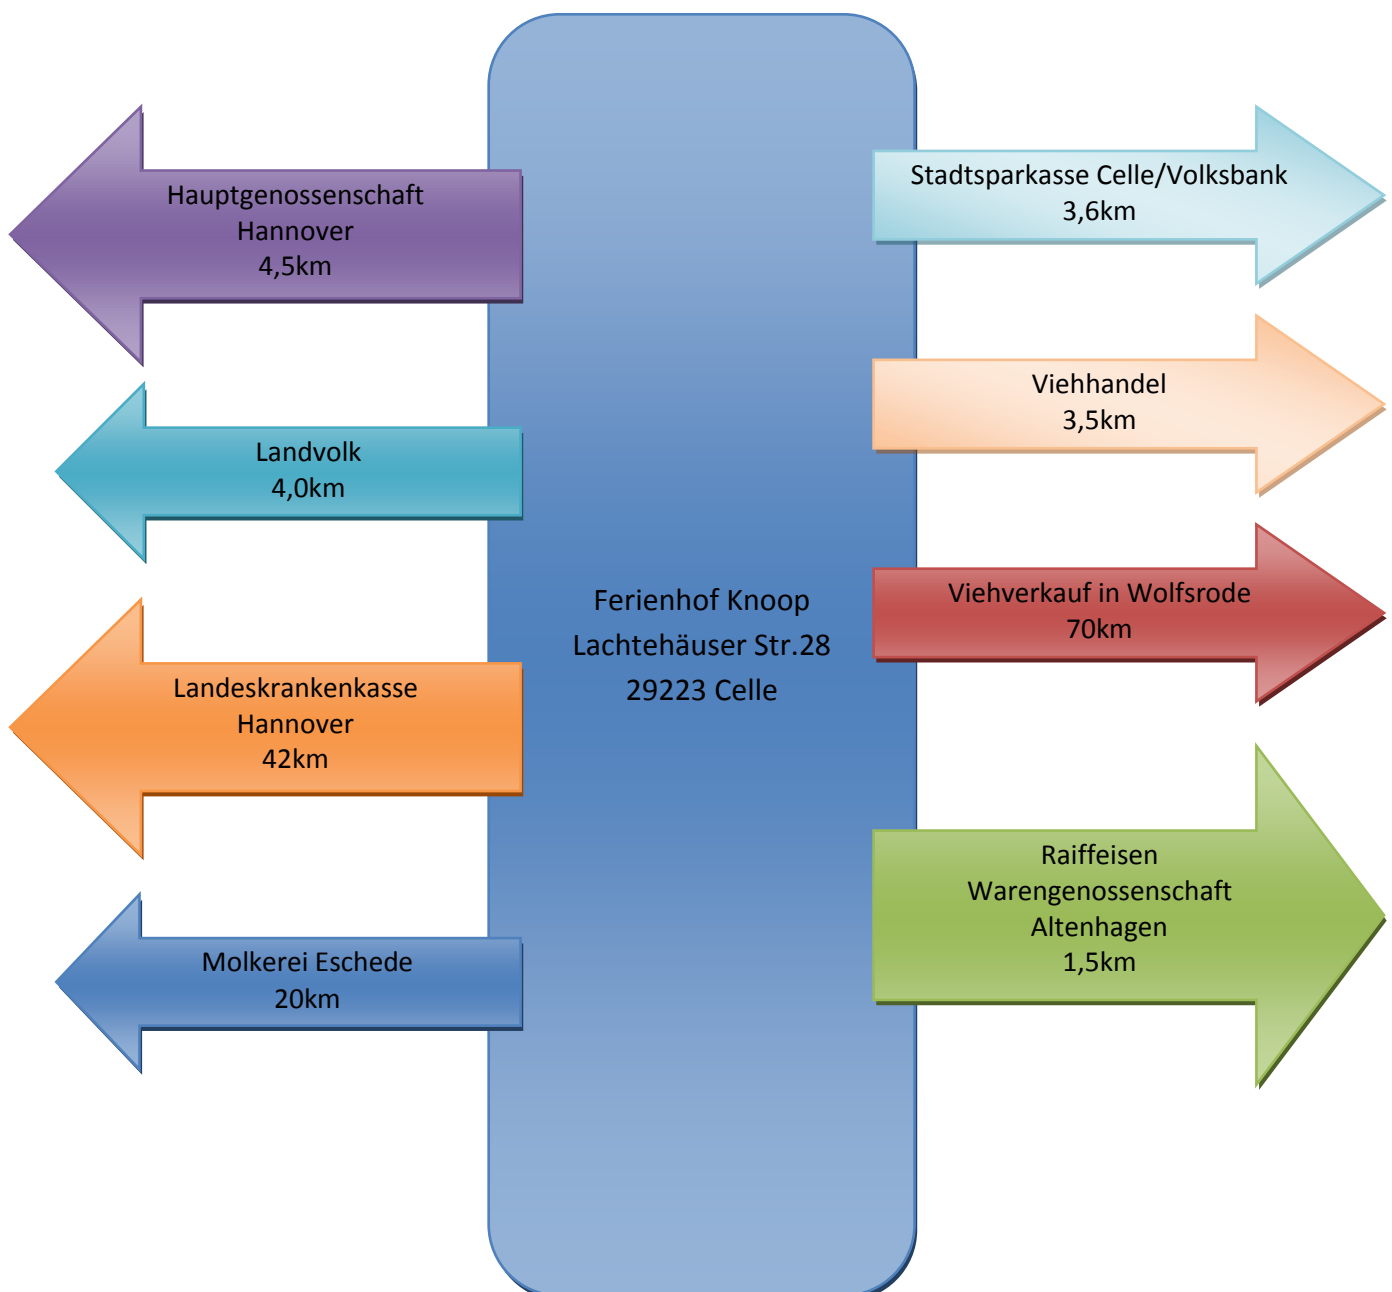 Hauptgenossenschaft
Hannover
4,5km
Landvolk
4,0km
Landeskrankenkasse
Hannover
42km
Molkerei Eschede
20km
Ferienhof Knoop
Lachtehäuser Str.28
29223 Celle
Stadtsparkasse Celle/Volksbank
3,6km
Viehhandel
3,5km
Viehverkauf in Wolfsrode
70km
Raiffeisen
Warengenossenschaft
Altenhagen
1,5km